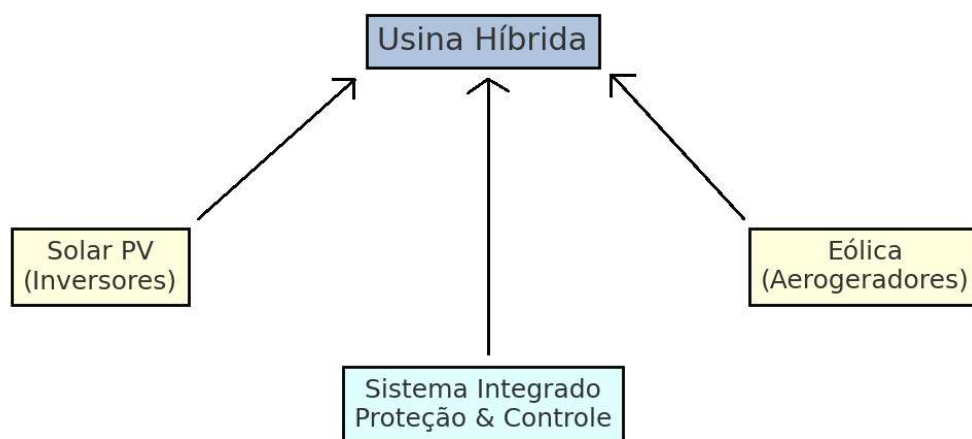 Usina Híbrida
Solar PV
(Inversores)
Eólica
(Aerogeradores)
Sistema Integrado
Proteção & Controle